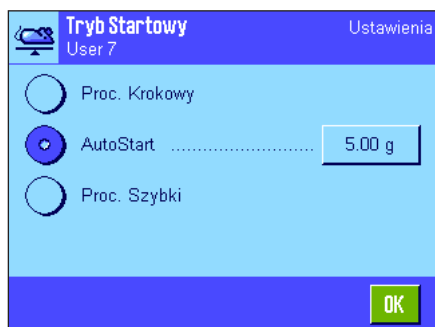 Tryb Startowy Ustawienia
User 7
Proc. Krokowy
AutoStart ........................... 5.00 g
Proc. Szybki
OK